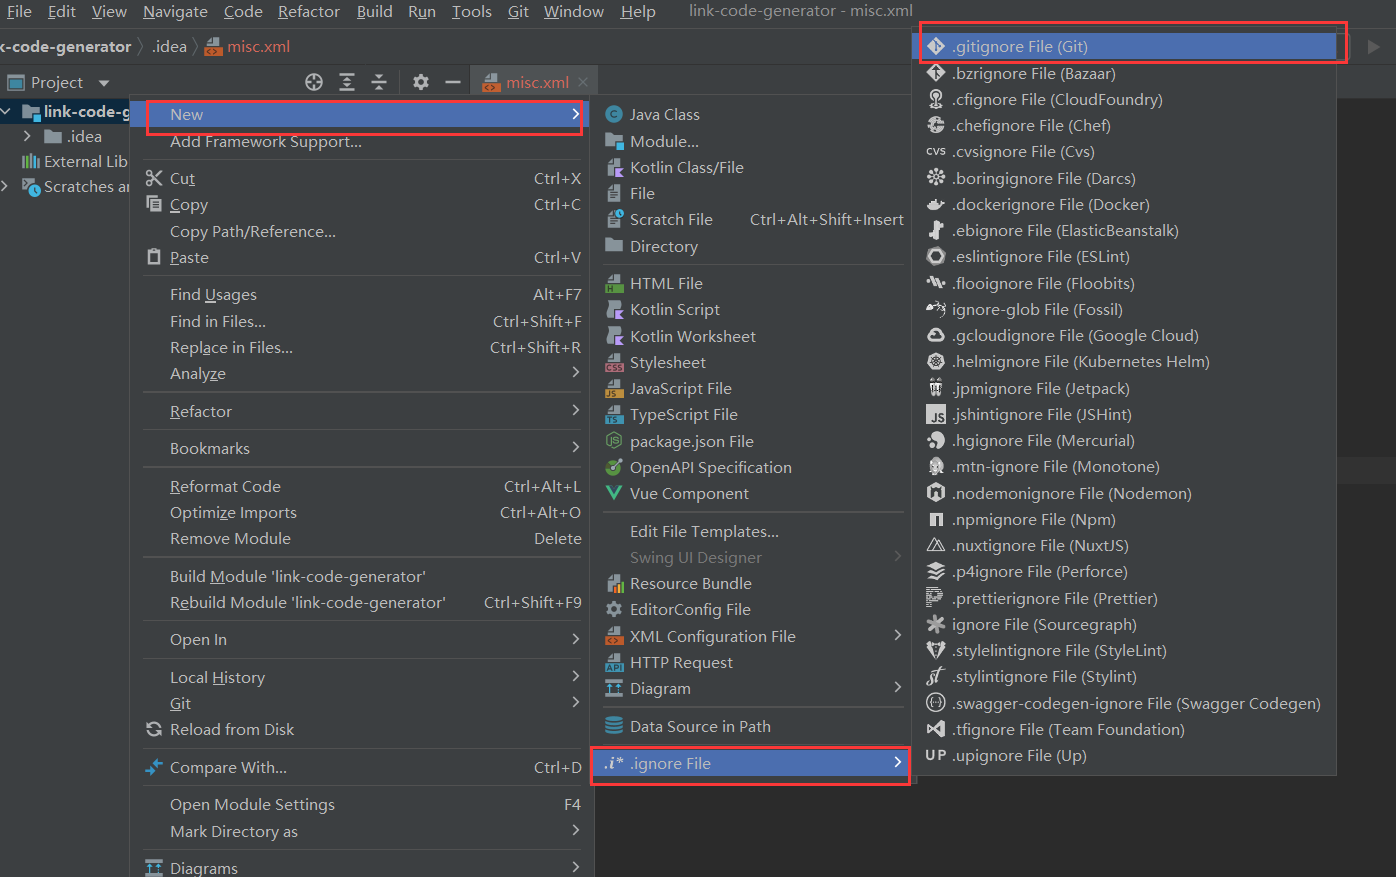 File Edit View Navigate Code Refactor Build Run Tools Git Window Help link-code-generator - misc.xml
k-code-generator .idea misc.xml
Project misc.xml
link-code-g
.idea
External Lib
Scratches ar
New
Add Framework Support...
Cut Ctrl+X
Copy Ctrl+C
Copy Path/Reference...
Paste Ctrl+V
Find Usages Alt+F7
Find in Files... Ctrl+Shift+F
Replace in Files... Ctrl+Shift+R
Analyze
Refactor
Bookmarks
Reformat Code Ctrl+Alt+L
Optimize Imports Ctrl+Alt+O
Remove Module Delete
Build Module 'link-code-generator'
Rebuild Module 'link-code-generator' Ctrl+Shift+F9
Open In
Local History
Git
Reload from Disk
Compare With... Ctrl+D
Open Module Settings F4
Mark Directory as
Diagrams
Java Class
Module...
Kotlin Class/File
File
Scratch File Ctrl+Alt+Shift+Insert
Directory
HTML File
Kotlin Script
Kotlin Worksheet
Stylesheet
JavaScript File
TypeScript File
package.json File
OpenAPI Specification
Vue Component
Edit File Templates...
Swing UI Designer
Resource Bundle
EditorConfig File
XML Configuration File
HTTP Request
Diagram
Data Source in Path
.i* .ignore File
.gitignore File (Git)
.bzrignore File (Bazaar)
.cfignore File (CloudFoundry)
.chefignore File (Chef)
CVS .cvsignore File (Cvs)
.boringignore File (Darcs)
.dockerignore File (Docker)
.ebignore File (ElasticBeanstalk)
.eslintignore File (ESLint)
.flooignore File (Floobits)
ignore-glob File (Fossil)
.gcloudignore File (Google Cloud)
.helmignore File (Kubernetes Helm)
.jpmignore File (Jetpack)
JS .jshintignore File (JSHint)
.hgignore File (Mercurial)
.mtn-ignore File (Monotone)
.nodemonignore File (Nodemon)
.npmignore File (Npm)
.nuxtignore File (NuxtJS)
.p4ignore File (Perforce)
.prettierignore File (Prettier)
ignore File (Sourcegraph)
.stylelintignore File (StyleLint)
.stylintignore File (Stylint)
.swagger-codegen-ignore File (Swagger Codegen)
.tfignore File (Team Foundation)
UP .upignore File (Up)